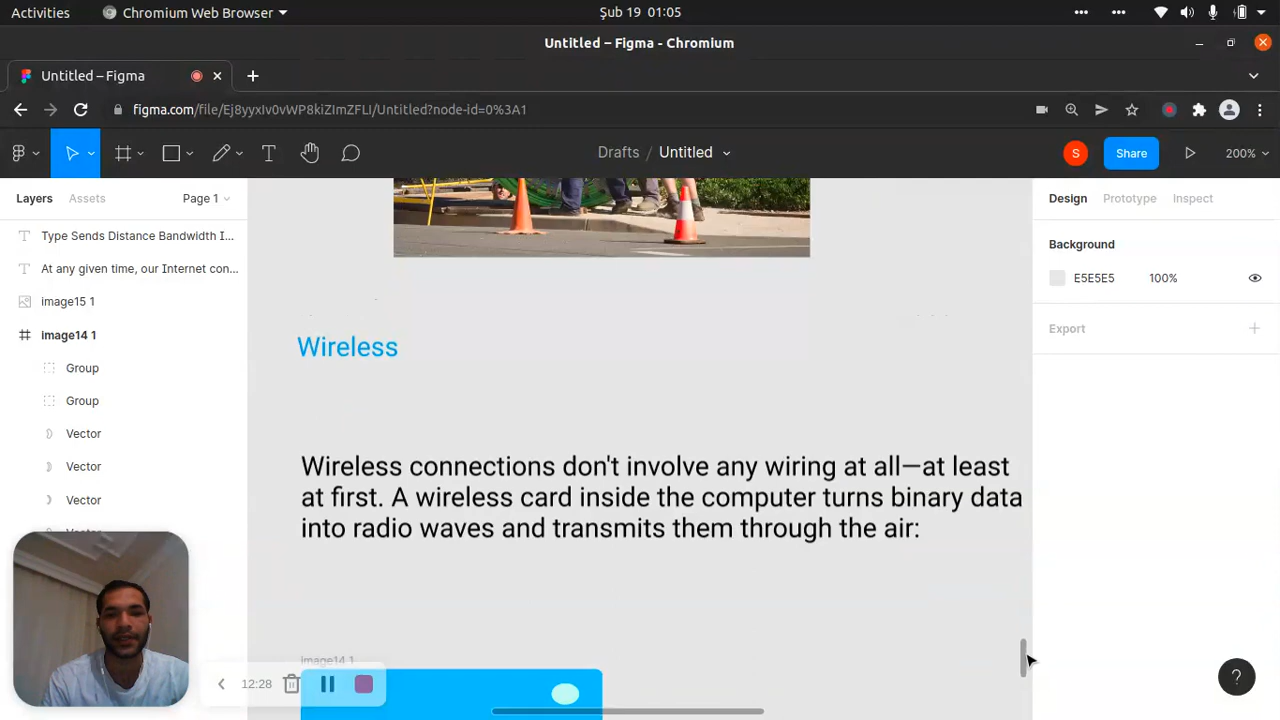 Activities
Chromium Web Browser
Şub 19 01:05
Untitled – Figma - Chromium
Untitled – Figma
figma.com/file/Ej8yyxIv0vWP8kiZImZFLI/Untitled?node-id=0%3A1
Drafts / Untitled
S
Share
200%
Layers
Assets
Page 1
Design
Prototype
Inspect
Type Sends Distance Bandwidth I...
At any given time, our Internet con...
image15 1
image14 1
Group
Group
Vector
Vector
Vector
Background
E5E5E5
100%
Export
Wireless
Wireless connections don't involve any wiring at all—at least
at first. A wireless card inside the computer turns binary data
into radio waves and transmits them through the air:
image14 1
12:28
?